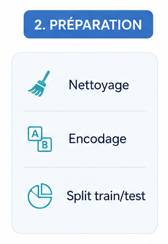 2. PRÉPARATION
Nettoyage
A
B
Encodage
Split train/test